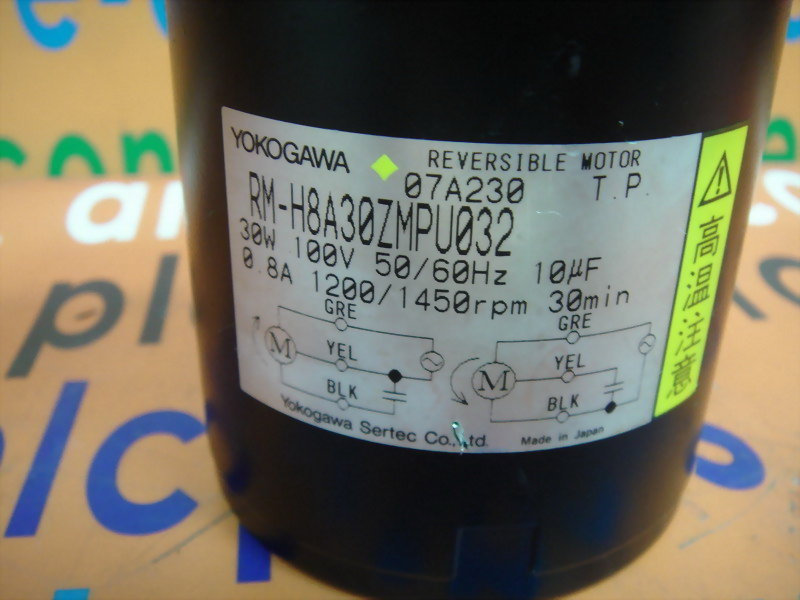 YOKOGAWA REVERSIBLE MOTOR
07A230 T.P.
RM-H8A30ZMPU032
30W 100V 50/60Hz 10µF
0.8A 1200/1450rpm 30min
GRE
YEL
BLK
M
GRE
YEL
BLK
M
Yokogawa Sertec Co., Ltd.
Made in Japan
高温注意